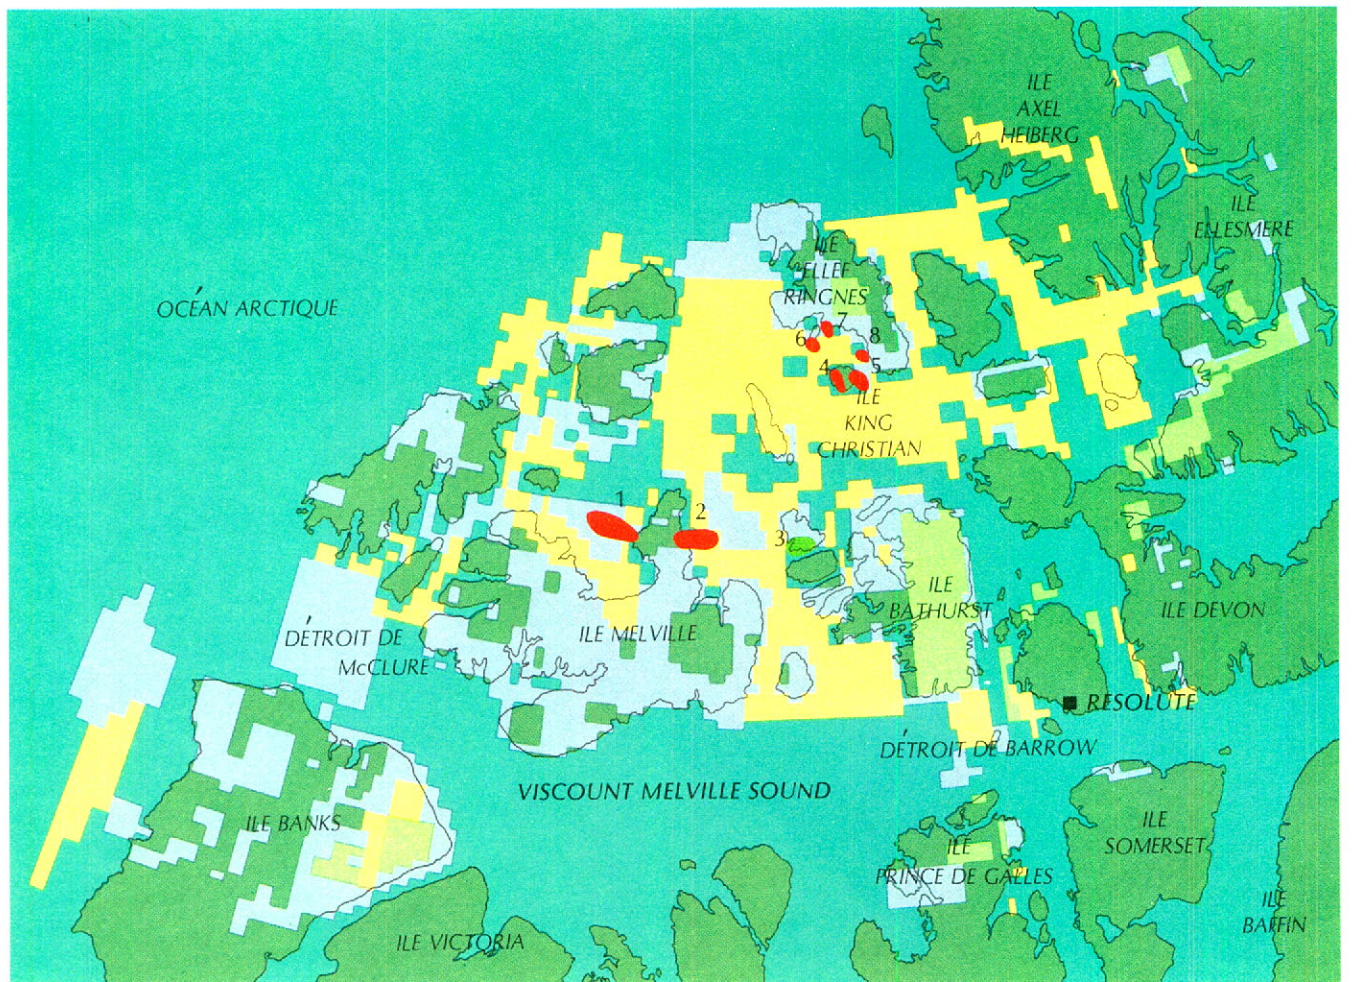 ILE
AXEL
HEIBERG
ILE
ELLESMERE
ILE
ELLEF
RINGNES
OCÉAN ARCTIQUE
7
6
8
4
5
ILE
KING
CHRISTIAN
1
2
3
ILE
BATHURST
ILE DEVON
DÉTROIT DE
McCLURE
ILE MELVILLE
RESOLUTE
DÉTROIT DE BARROW
VISCOUNT MELVILLE SOUND
ILE BANKS
ILE
SOMERSET
ILE
PRINCE DE GALLES
ILE
BAFFIN
ILE VICTORIA